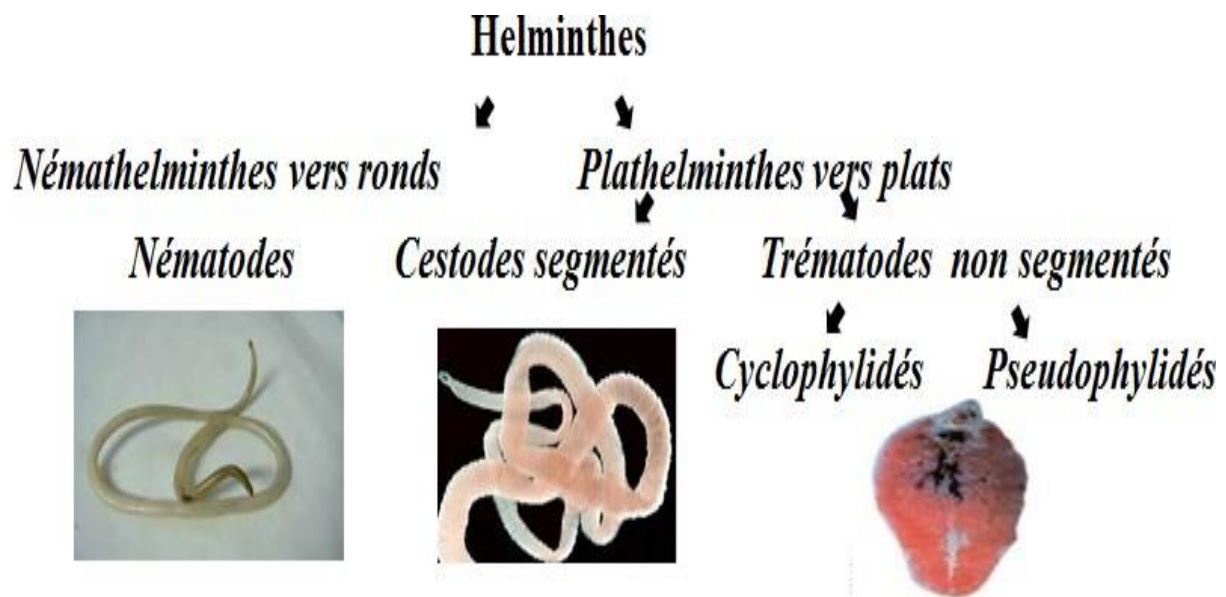 Helminthes
Némathelminthes vers ronds Plathelminthes vers plats
Nématodes Cestodes segmentés Trématodes non segmentés
Cyclophylidés Pseudophylidés